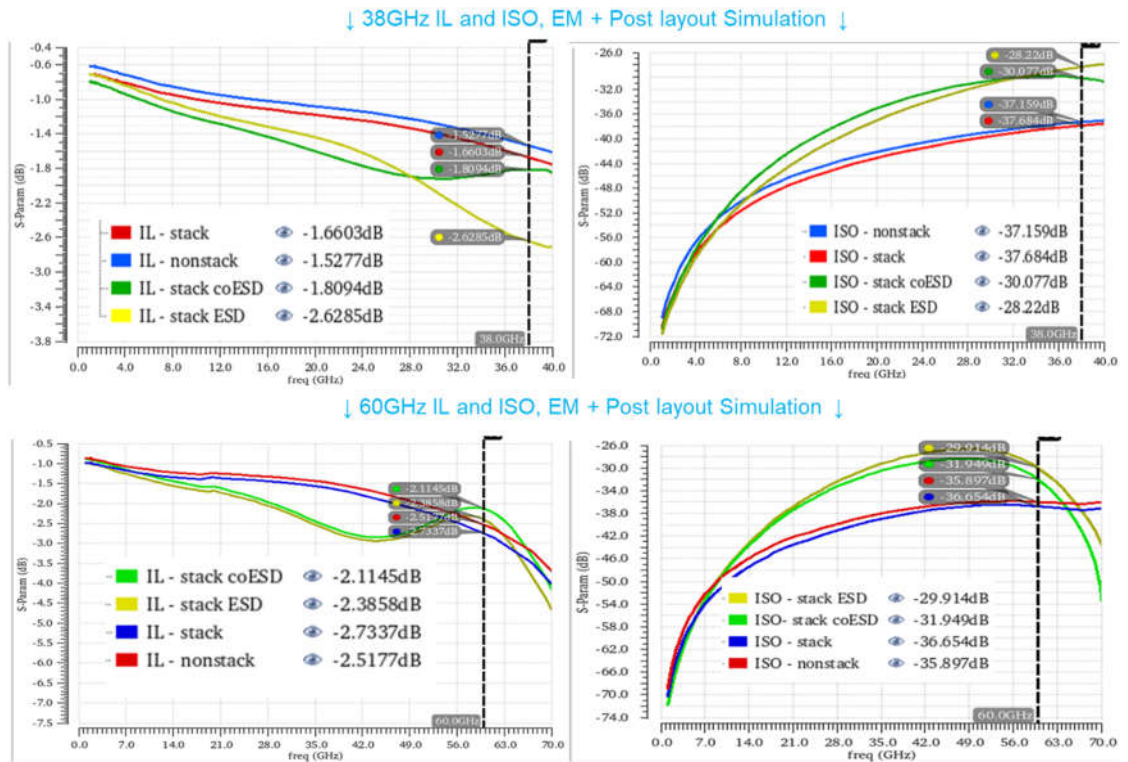 ↓ 38GHz IL and ISO, EM + Post layout Simulation ↓
-0.4
-0.6
-1.0
-1.4
-1.8
-2.2
-2.6
-3.0
-3.4
-3.8
S-Param (dB)
-1.5277dB
-1.6603dB
-1.8094dB
-2.6285dB
IL - stack -1.6603dB
IL - nonstack -1.5277dB
IL - stack coESD -1.8094dB
IL - stack ESD -2.6285dB
38.0GHz
0.0 4.0 8.0 12.0 16.0 20.0 24.0 28.0 32.0 36.0 40.0
freq (GHz)
-26.0
-32.0
-36.0
-42.0
-48.0
-52.0
-56.0
-60.0
-66.0
-72.0
S-Param (dB)
-28.22dB
-30.077dB
-37.159dB
-37.684dB
ISO - nonstack -37.159dB
ISO - stack -37.684dB
ISO - stack coESD -30.077dB
ISO - stack ESD -28.22dB
38.0GHz
0.0 4.0 8.0 12.0 16.0 20.0 24.0 28.0 32.0 36.0 40.0
freq (GHz)
↓ 60GHz IL and ISO, EM + Post layout Simulation ↓
-0.5
-1.0
-1.5
-2.0
-2.5
-3.0
-3.5
-4.0
-4.5
-5.0
-5.5
-6.0
-6.5
-7.0
-7.5
S-Param (dB)
-2.1145dB
-2.3858dB
-2.5177dB
-2.7337dB
IL - stack coESD -2.1145dB
IL - stack ESD -2.3858dB
IL - stack -2.7337dB
IL - nonstack -2.5177dB
60.0GHz
0.0 7.0 14.0 21.0 28.0 35.0 42.0 49.0 56.0 63.0 70.0
freq (GHz)
-26.0
-30.0
-34.0
-38.0
-44.0
-50.0
-54.0
-58.0
-64.0
-70.0
-74.0
S-Param (dB)
-29.914dB
-31.949dB
-35.897dB
-36.654dB
ISO - stack ESD -29.914dB
ISO- stack coESD -31.949dB
ISO - stack -36.654dB
ISO - nonstack -35.897dB
60.0GHz
0.0 7.0 14.0 21.0 28.0 35.0 42.0 49.0 56.0 63.0 70.0
freq (GHz)